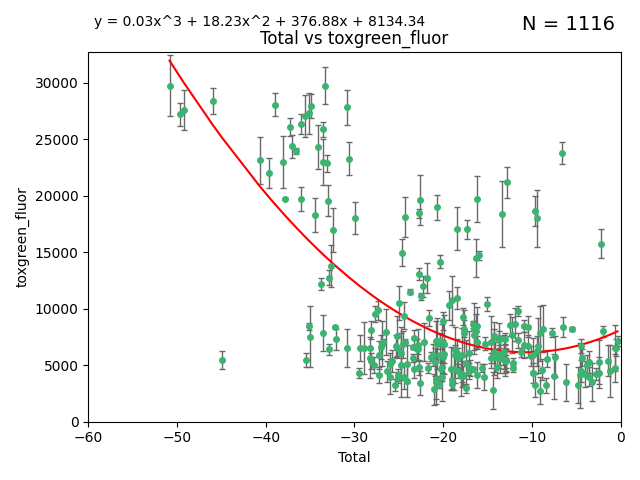 y = 0.03x^3 + 18.23x^2 + 376.88x + 8134.34
N = 1116
Total vs toxgreen_fluor
30000
25000
20000
15000
10000
5000
0
toxgreen_fluor
−60 −50 −40 −30 −20 −10 0
Total